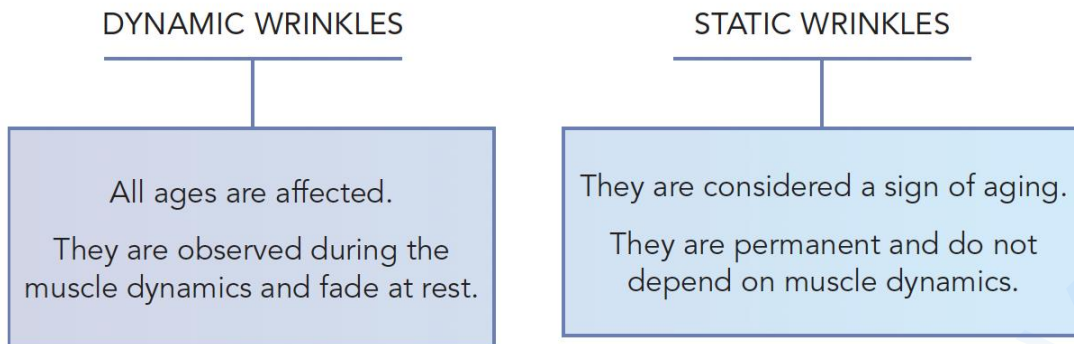 DYNAMIC WRINKLES
All ages are affected.
They are observed during the
muscle dynamics and fade at rest.
STATIC WRINKLES
They are considered a sign of aging.
They are permanent and do not
depend on muscle dynamics.